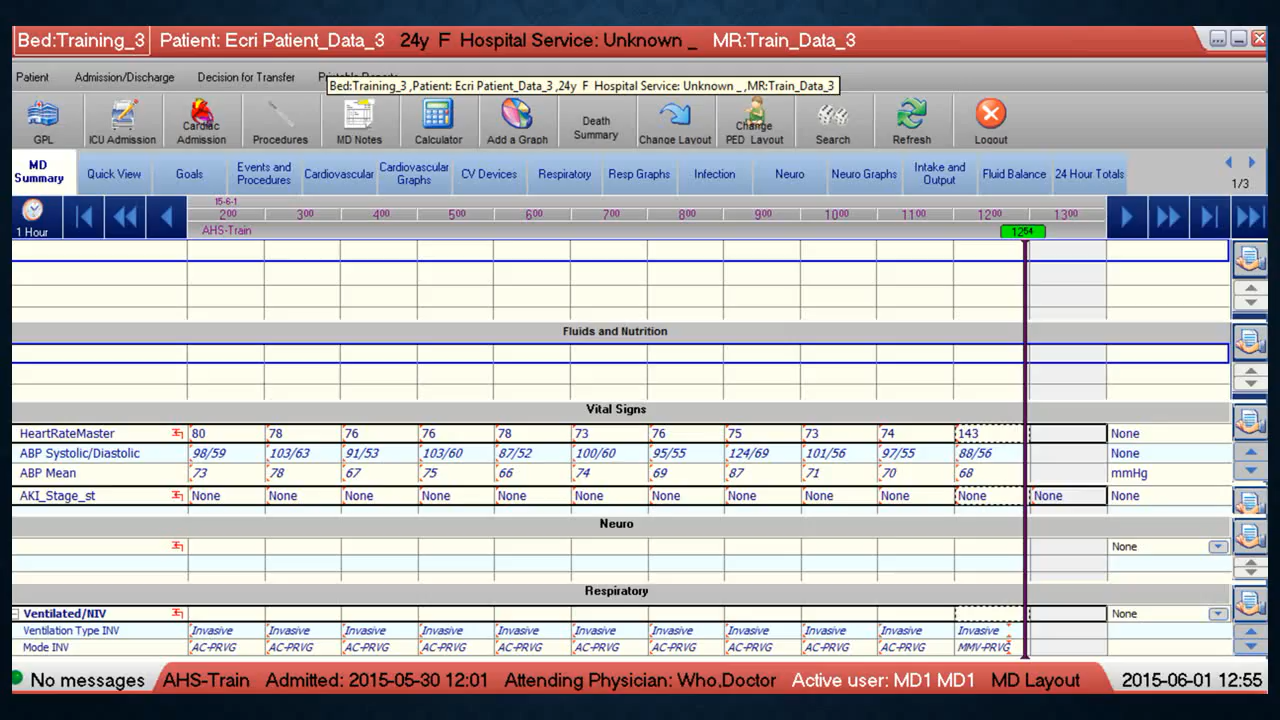 Bed:Training_3 Patient: Ecri Patient_Data_3 24y F Hospital Service: Unknown _ MR:Train_Data_3
Patient Admission/Discharge Decision for Transfer
Bed:Training_3 ,Patient: Ecri Patient_Data_3 ,24y F Hospital Service: Unknown _ ,MR:Train_Data_3
GPL ICU Admission Cardiac Admission Procedures MD Notes Calculator Add a Graph Death Summary Change Layout Change PED Layout Search Refresh Logout
MD Summary Quick View Goals Events and Procedures Cardiovascular Cardiovascular Graphs CV Devices Respiratory Resp Graphs Infection Neuro Neuro Graphs Intake and Output Fluid Balance 24 Hour Totals 1/3
15-6-1
1 Hour 200 300 400 500 600 700 800 900 1000 1100 1200 1300
AHS-Train 1254
Fluids and Nutrition
Vital Signs
HeartRateMaster 80 78 76 76 78 73 76 75 73 74 143 None
ABP Systolic/Diastolic 98/59 103/63 91/53 103/60 87/52 100/60 95/55 124/69 101/56 97/55 88/56 None
ABP Mean 73 78 67 75 66 74 69 87 71 70 68 mmHg
AKI_Stage_st None None None None None None None None None None None None None
Neuro
None
Respiratory
Ventilated/NIV None
Ventilation Type INV Invasive Invasive Invasive Invasive Invasive Invasive Invasive Invasive Invasive Invasive Invasive
Mode INV AC-PRVG AC-PRVG AC-PRVG AC-PRVG AC-PRVG AC-PRVG AC-PRVG AC-PRVG AC-PRVG AC-PRVG MMV-PRVG
No messages AHS-Train Admitted: 2015-05-30 12:01 Attending Physician: Who,Doctor Active user: MD1 MD1 MD Layout 2015-06-01 12:55